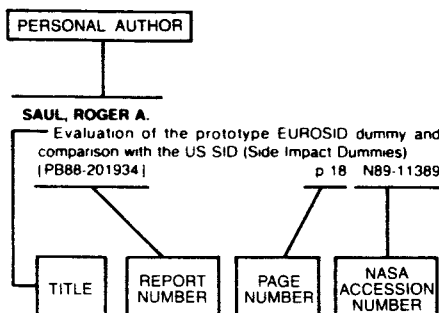 PERSONAL AUTHOR
SAUL, ROGER A.
Evaluation of the prototype EUROSID dummy and
comparison with the US SID (Side Impact Dummies)
[PB88-201934] p 18 N89-11389
TITLE
REPORT
NUMBER
PAGE
NUMBER
NASA
ACCESSION
NUMBER